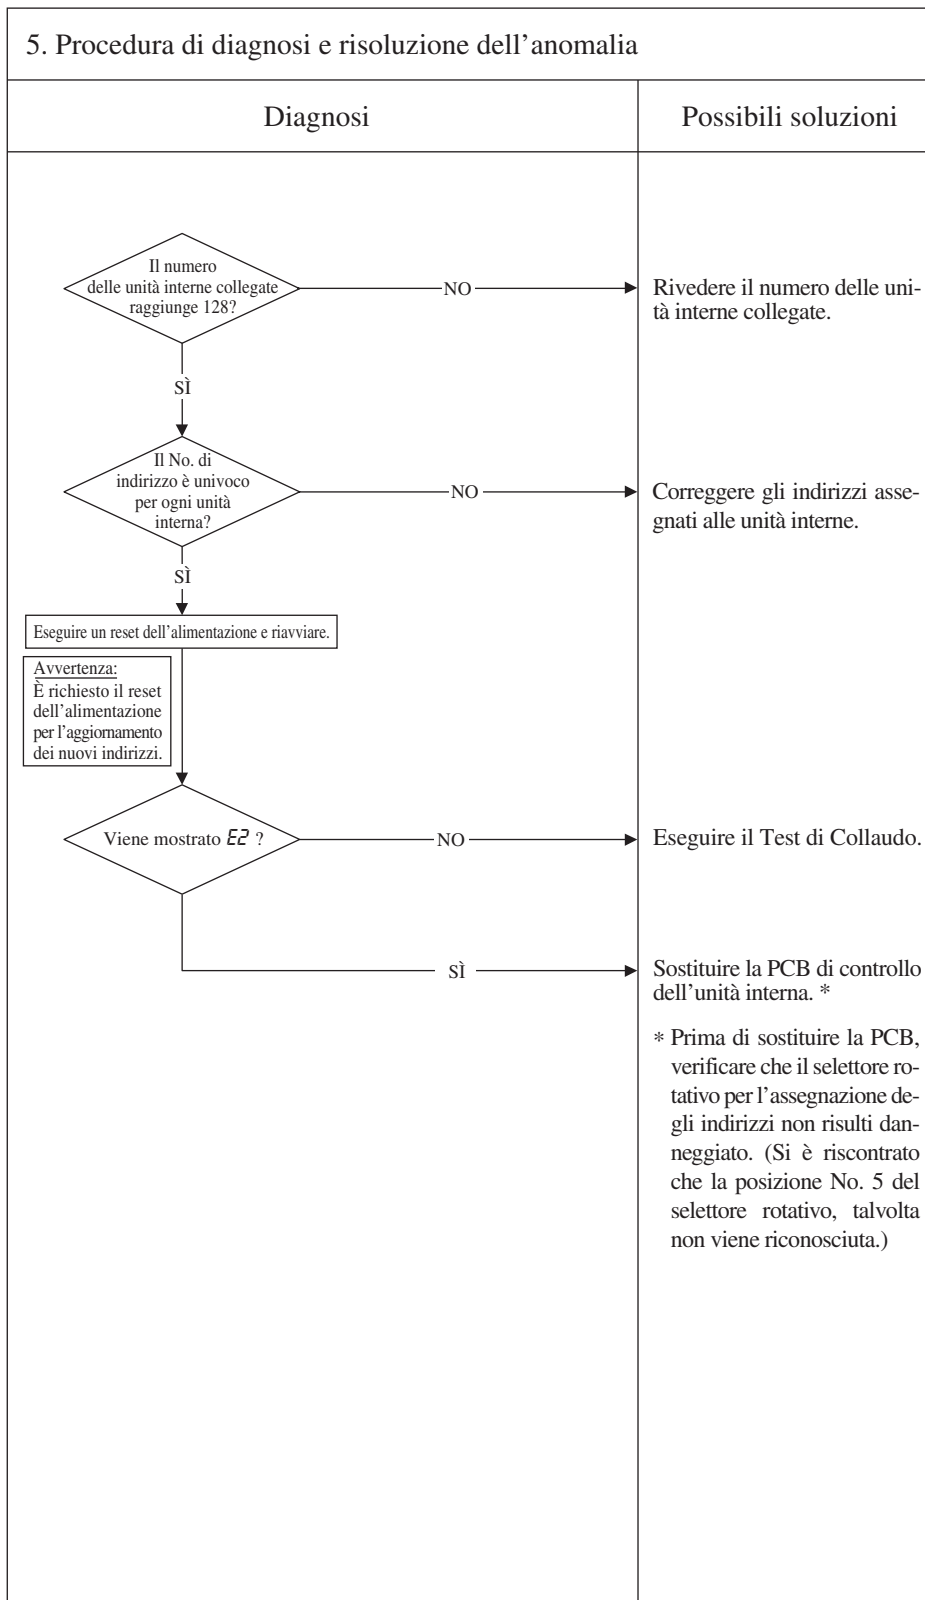 5. Procedura di diagnosi e risoluzione dell'anomalia
Diagnosi
Possibili soluzioni
Il numero
delle unità interne collegate
raggiunge 128?
NO
Rivedere il numero delle uni-
tà interne collegate.
SÌ
Il No. di
indirizzo è univoco
per ogni unità
interna?
NO
Correggere gli indirizzi asse-
gnati alle unità interne.
SÌ
Eseguire un reset dell'alimentazione e riavviare.
Avvertenza:
È richiesto il reset
dell'alimentazione
per l'aggiornamento
dei nuovi indirizzi.
Viene mostrato E2 ?
NO
Eseguire il Test di Collaudo.
SÌ
Sostituire la PCB di controllo
dell'unità interna. *
* Prima di sostituire la PCB,
verificare che il selettore ro-
tativo per l'assegnazione de-
gli indirizzi non risulti dan-
neggiato. (Si è riscontrato
che la posizione No. 5 del
selettore rotativo, talvolta
non viene riconosciuta.)